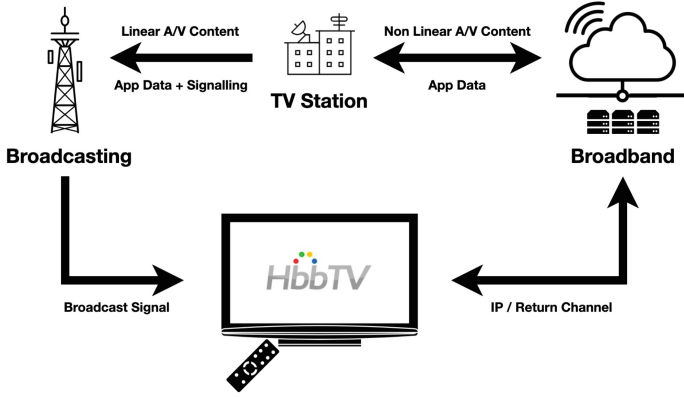 Linear A/V Content
Non Linear A/V Content
App Data + Signalling
App Data
TV Station
Broadcasting
Broadband
HbbTV
Broadcast Signal
IP / Return Channel